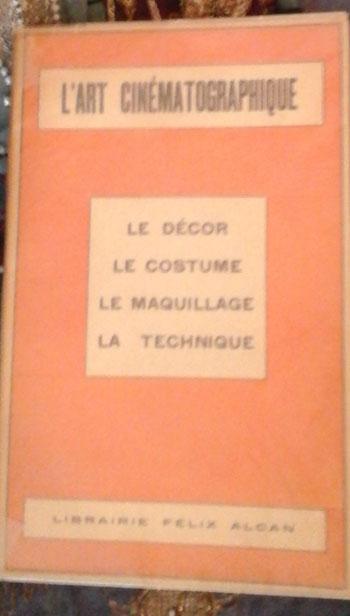 L'ART CINÉMATOGRAPHIQUE
LE DÉCOR
LE COSTUME
LE MAQUILLAGE
LA TECHNIQUE
LIBRAIRIE FÉLIX ALCAN